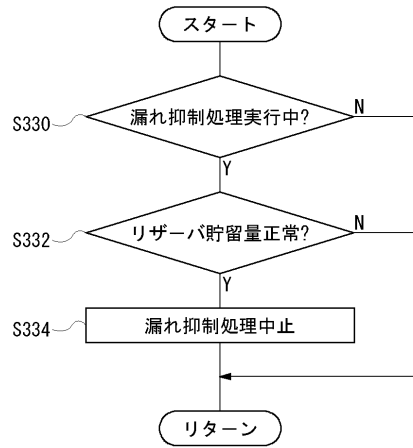 スタート
S330
漏れ抑制処理実行中?
N
Y
S332
リザーバ貯留量正常?
N
Y
S334
漏れ抑制処理中止
リターン